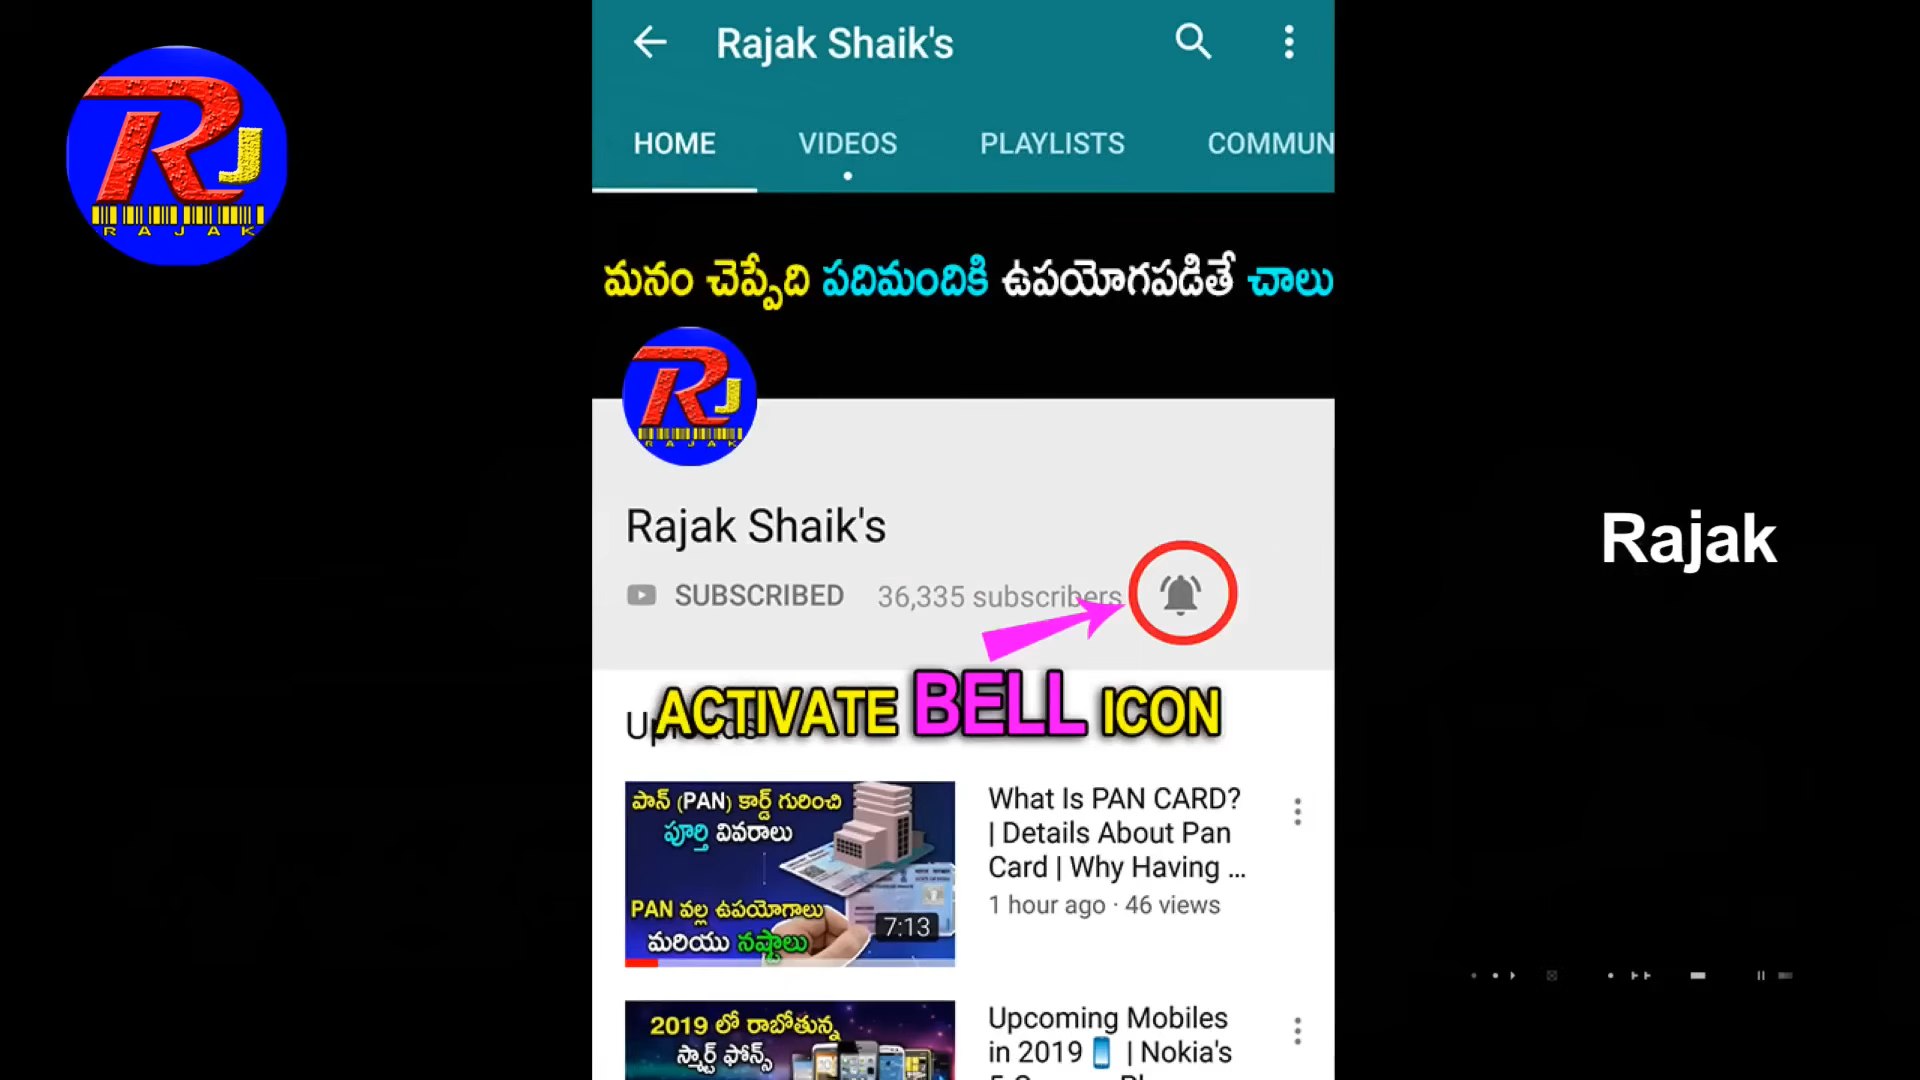 Rajak Shaik's
HOME VIDEOS PLAYLISTS COMMUN
RJ
RAJAK
మనం చెప్పేది పదిమందికి ఉపయోగపడితే చాలు
RJ
RAJAK
Rajak Shaik's
SUBSCRIBED 36,335 subscribers
Rajak
ACTIVATE BELL ICON
పాన్ (PAN) కార్డ్ గురించి
పూర్తి వివరాలు
PAN వల్ల ఉపయోగాలు
మరియు నష్టాలు
7:13
What Is PAN CARD?
| Details About Pan
Card | Why Having ...
1 hour ago · 46 views
2019 లో రాబోతున్న
స్మార్ట్ ఫోన్స్
Upcoming Mobiles
in 2019 | Nokia's